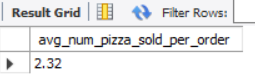 Result Grid Filter Rows:
avg_num_pizza_sold_per_order
2.32